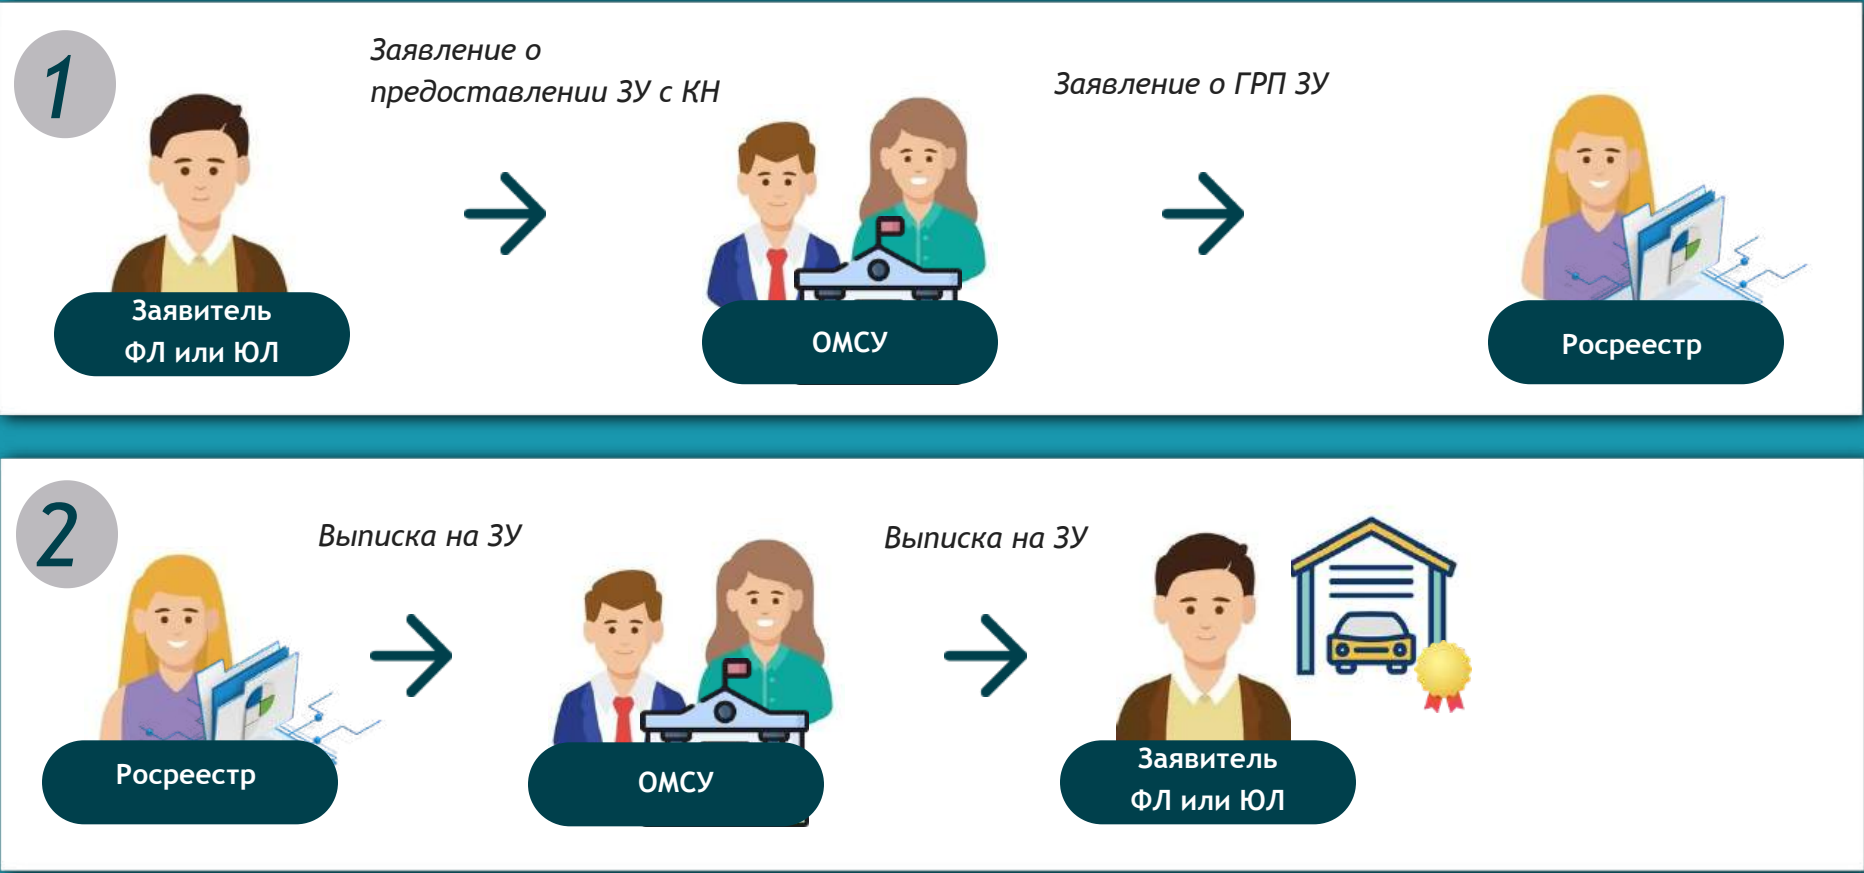 1
Заявление о
предоставлении ЗУ с КН
Заявление о ГРП ЗУ
Заявитель
ФЛ или ЮЛ
ОМСУ
Росреестр
2
Выписка на ЗУ
Выписка на ЗУ
Росреестр
ОМСУ
Заявитель
ФЛ или ЮЛ